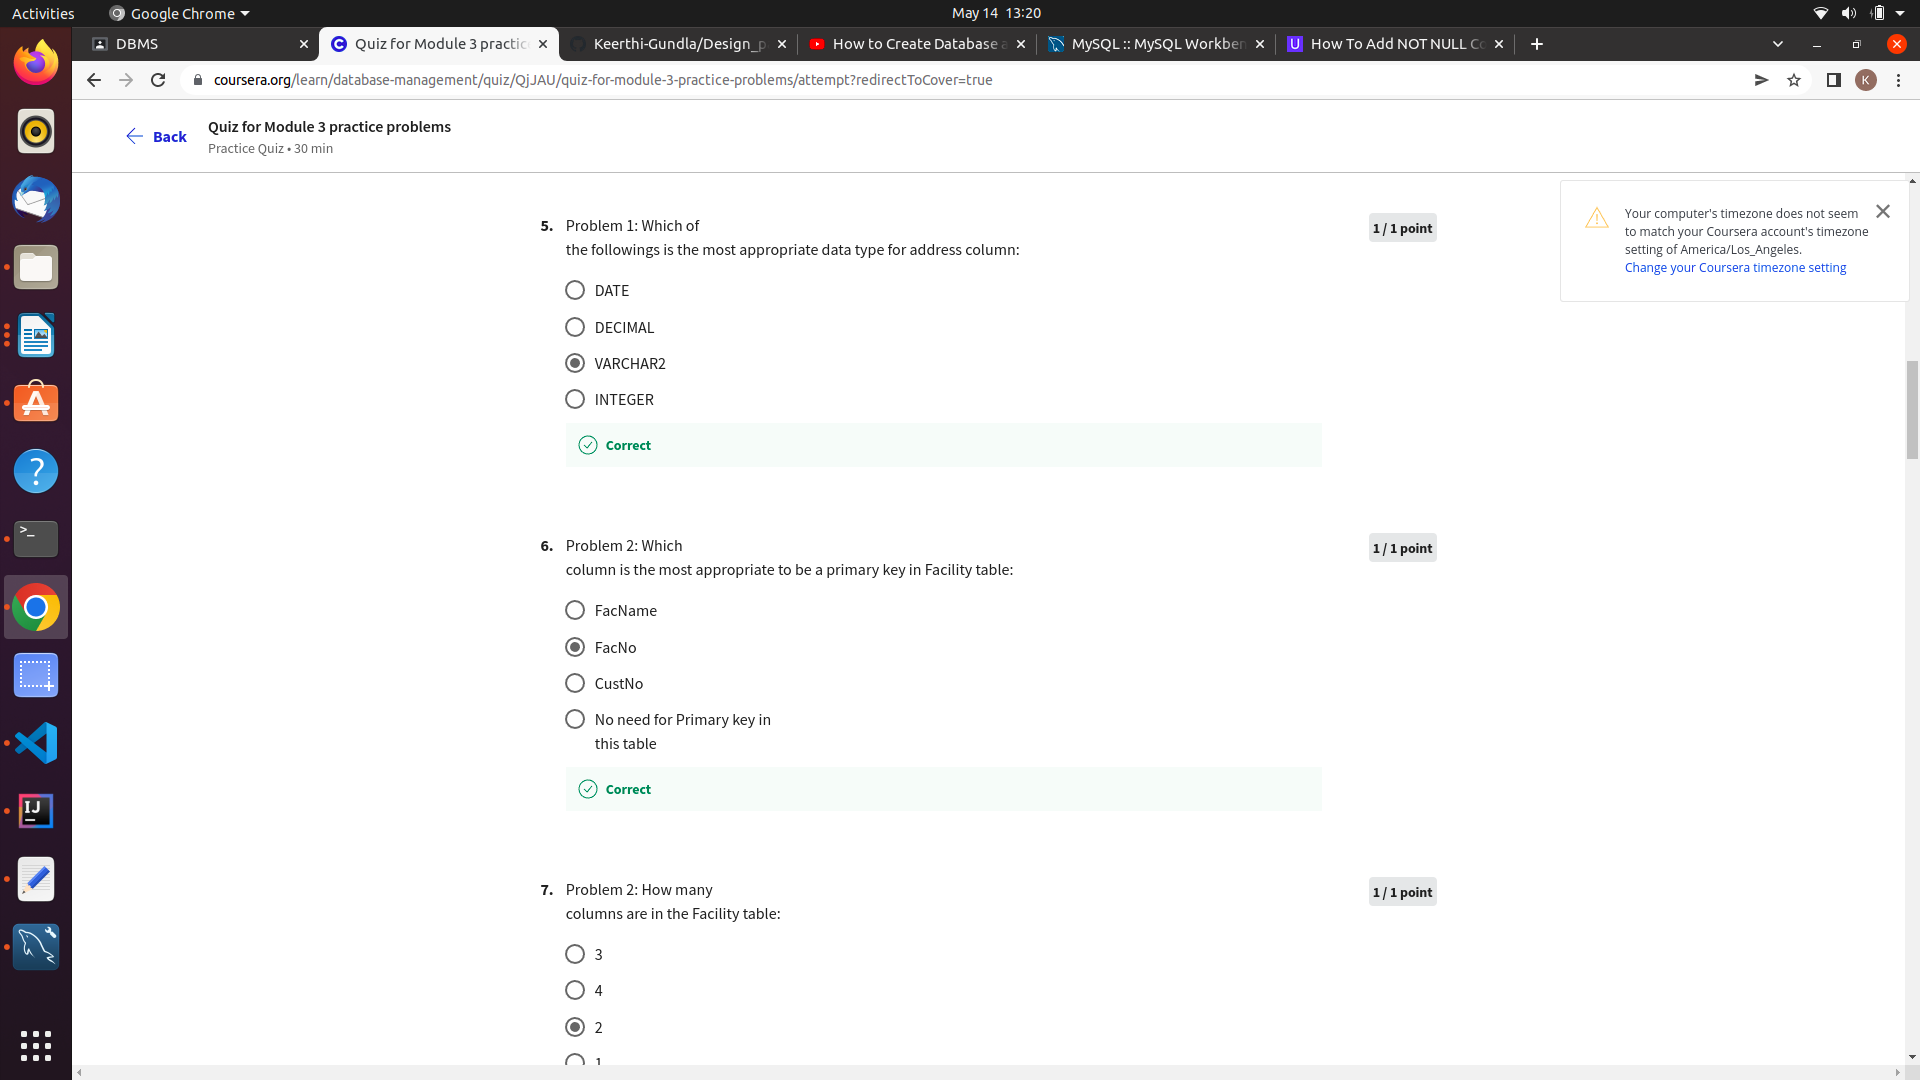 Activities
Google Chrome
May 14 13:20
DBMS
Quiz for Module 3 practic
Keerthi-Gundla/Design_p
How to Create Database a
MySQL :: MySQL Workben
U
How To Add NOT NULL Co
coursera.org/learn/database-management/quiz/QjJAU/quiz-for-module-3-practice-problems/attempt?redirectToCover=true
K
Back
Quiz for Module 3 practice problems
Practice Quiz • 30 min
Your computer's timezone does not seem
to match your Coursera account's timezone
setting of America/Los_Angeles.
Change your Coursera timezone setting
5. Problem 1: Which of
the followings is the most appropriate data type for address column:
1 / 1 point
DATE
DECIMAL
VARCHAR2
INTEGER
Correct
6. Problem 2: Which
column is the most appropriate to be a primary key in Facility table:
1 / 1 point
FacName
FacNo
CustNo
No need for Primary key in
this table
Correct
7. Problem 2: How many
columns are in the Facility table:
1 / 1 point
3
4
2
1
IJ